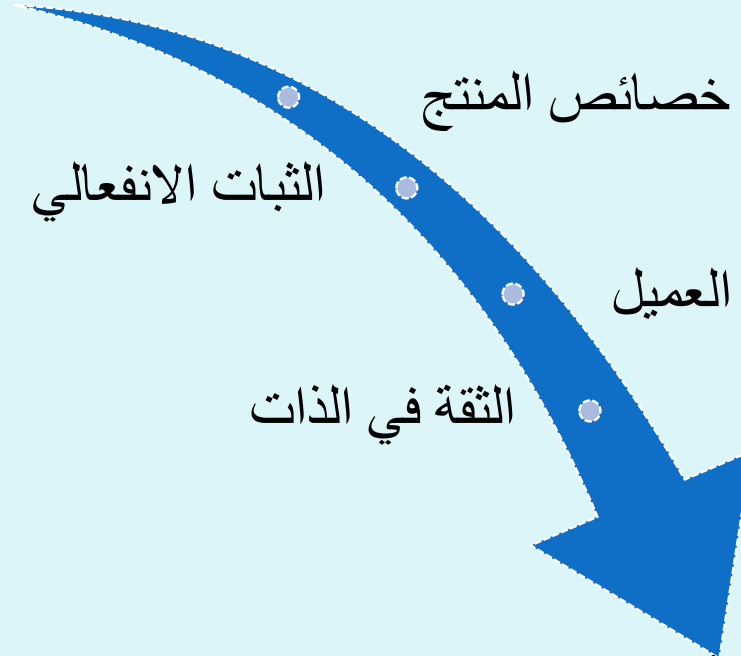 خصائص المنتج
الثبات الانفعالي
العميل
الثقة في الذات